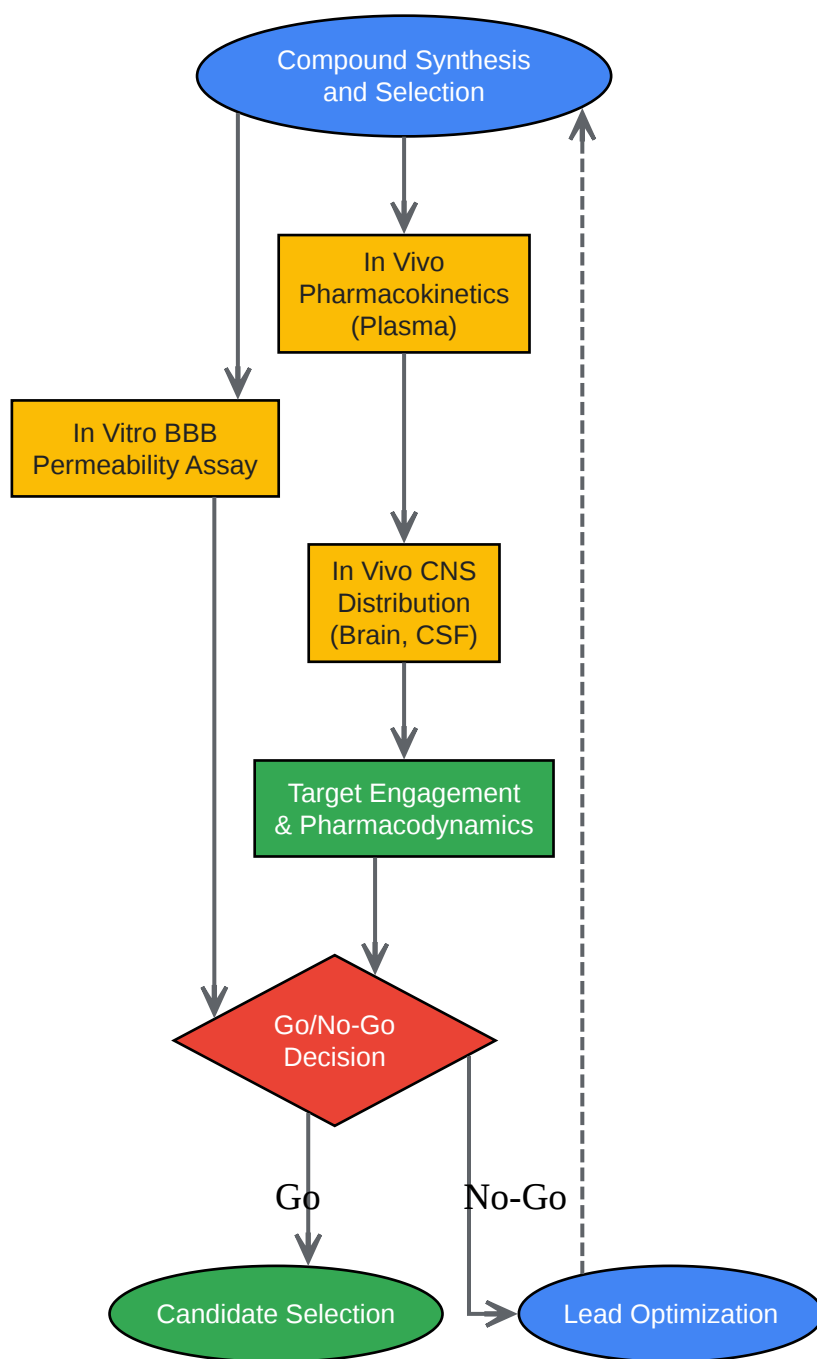 Compound Synthesis
and Selection
In Vivo
Pharmacokinetics
(Plasma)
In Vitro BBB
Permeability Assay
In Vivo CNS
Distribution
(Brain, CSF)
Target Engagement
& Pharmacodynamics
Go/No-Go
Decision
Go
No-Go
Candidate Selection
Lead Optimization